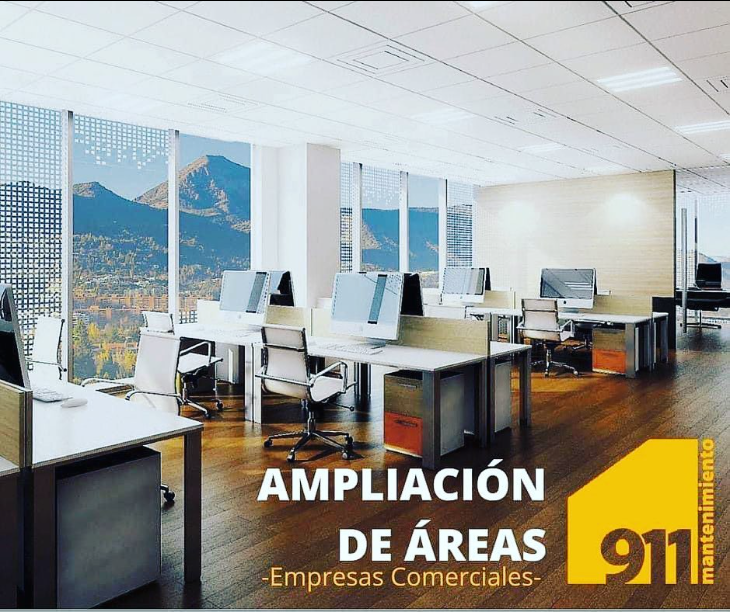 AMPLIACIÓN
DE ÁREAS
-Empresas Comerciales-
911
mantenimiento